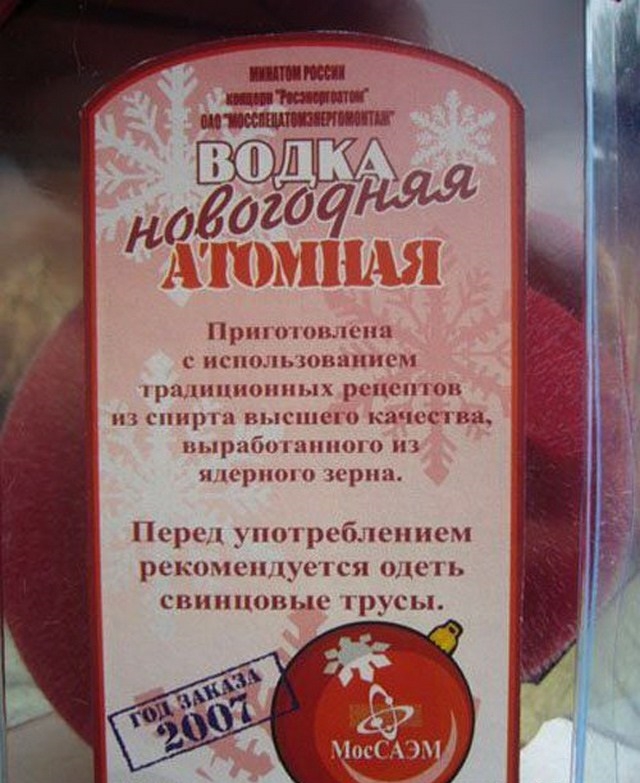 МИНАТОМ РОССИИ
концерн "Росэнергоатом"
ОАО "МОССПЕЦАТОМЭНЕРГОМОНТАЖ"
ВОДКА
новогодняя
АТОМНАЯ
Приготовлена
с использованием
традиционных рецептов
из спирта высшего качества,
выработанного из
ядерного зерна.
Перед употреблением
рекомендуется одеть
свинцовые трусы.
ГОД ЗАКАЗА
2007
МосСАЭМ